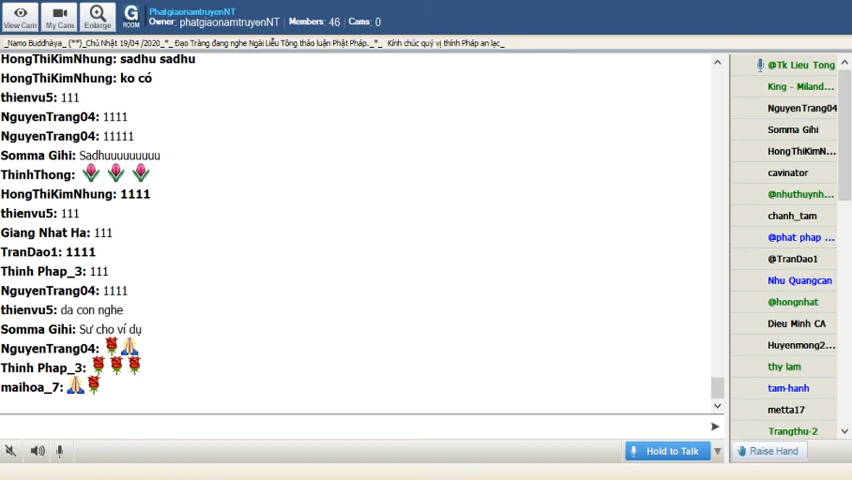 View Cam
My Cam
Enlarge
G
ROOM
PhatgiaonamtruyenNT
Owner: phatgiaonamtruyenNT Members: 46 Cams: 0
_Namo Buddhàya_ (**)_Chủ Nhật 19/04 /2020_*_ Đạo Tràng đang nghe Ngài Liễu Tông thảo luận Phật Pháp._*_ Kính chúc quý vị thính Pháp an lạc_
HongThiKimNhung: sadhu sadhu
HongThiKimNhung: ko có
thienvu5: 111
NguyenTrang04: 1111
NguyenTrang04: 11111
Somma Gihi: Sadhuuuuuuuuu
ThinhThong:
HongThiKimNhung: 1111
thienvu5: 111
Giang Nhat Ha: 111
TranDao1: 1111
Thinh Phap_3: 111
NguyenTrang04: 1111
thienvu5: da con nghe
Somma Gihi: Sư cho ví dụ
NguyenTrang04:
Thinh Phap_3:
maihoa_7:
@Tk Lieu Tong
King - Miland...
NguyenTrang04
Somma Gihi
HongThiKimN...
cavinator
@nhuthuynh...
chanh_tam
@phat phap ...
@TranDao1
Nhu Quangcan
@hongnhat
Dieu Minh CA
Huyenmong2...
thy lam
tam-hanh
metta17
Trangthu-2
Hold to Talk
Raise Hand